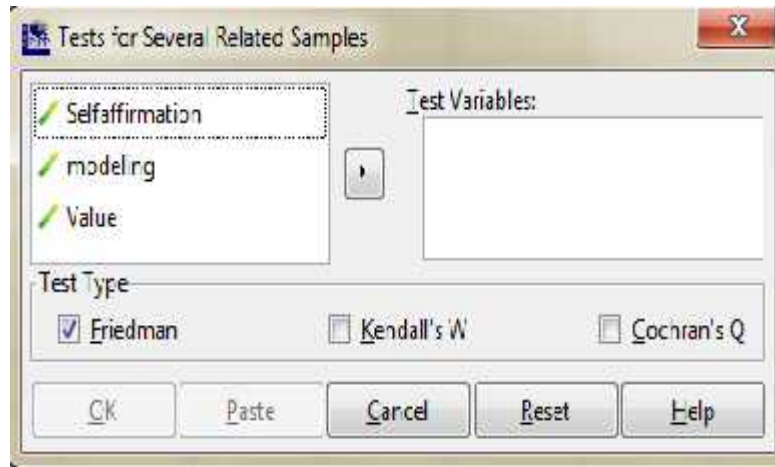 Tests for Several Related Samples
Selfaffirmation
modeling
Value
Test Variables:
Test Type
Friedman
Kendall's W
Cochran's Q
OK
Paste
Cancel
Reset
Help